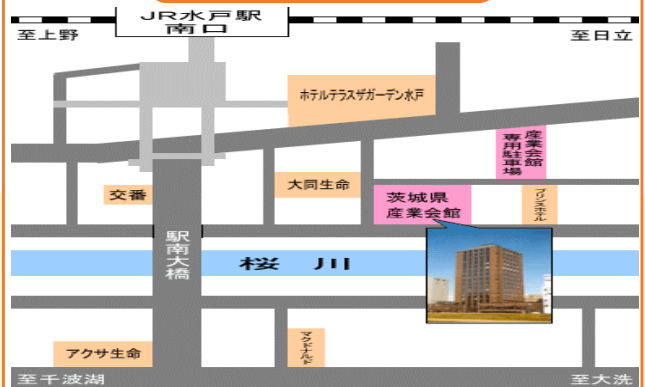 JR水戸駅
南口
至上野
至日立
ホテルテラスザガーデン水戸
産業会館
専用駐車場
大同生命
交番
茨城県
産業会館
プリンスホテル
駅南大橋
桜川
アクサ生命
マクドナルド
至千波湖
至大洗